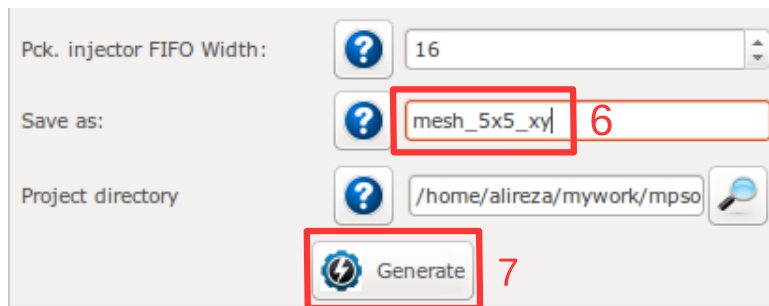 Pck. injector FIFO Width: 16
Save as: mesh_5x5_xy 6
Project directory /home/alireza/mywork/mpso
Generate 7